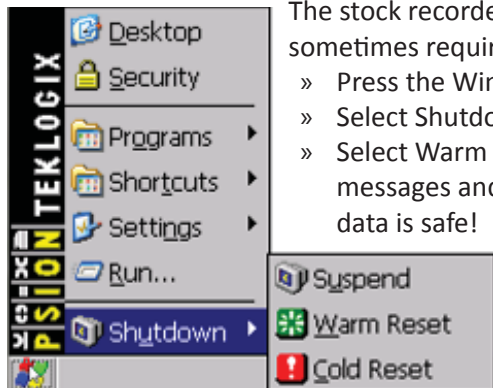 The stock recorde
sometimes requir
» Press the Wi
» Select Shutdo
» Select Warm
messages and
data is safe!
PSION TEKLOGIX
Desktop
Security
Programs
Shortcuts
Settings
Run...
Shutdown
Suspend
Warm Reset
Cold Reset